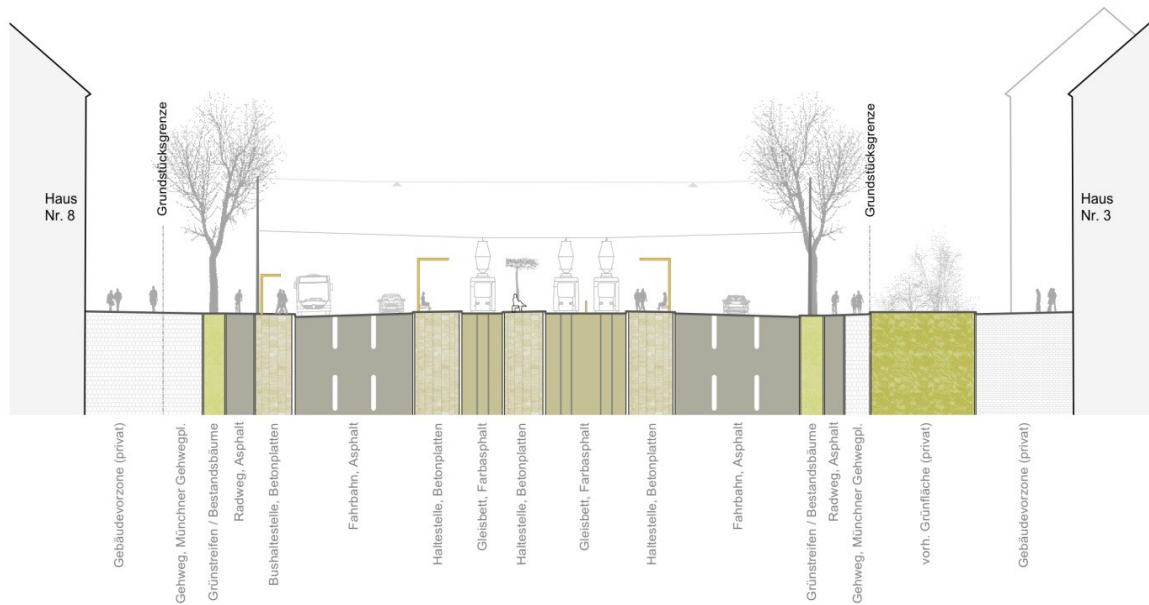 Haus
Nr. 8
Grundstücksgrenze
Grundstücksgrenze
Haus
Nr. 3
Gebäudevorzone (privat)
Gehweg, Münchner Gehwegpl.
Grünstreifen / Bestandsbäume
Radweg, Asphalt
Bushaltestelle, Betonplatten
Fahrbahn, Asphalt
Haltestelle, Betonplatten
Gleisbett, Farbasphalt
Haltestelle, Betonplatten
Gleisbett, Farbasphalt
Haltestelle, Betonplatten
Fahrbahn, Asphalt
Grünstreifen / Bestandsbäume
Radweg, Asphalt
Gehweg, Münchner Gehwegpl.
vorh. Grünfläche (privat)
Gebäudevorzone (privat)